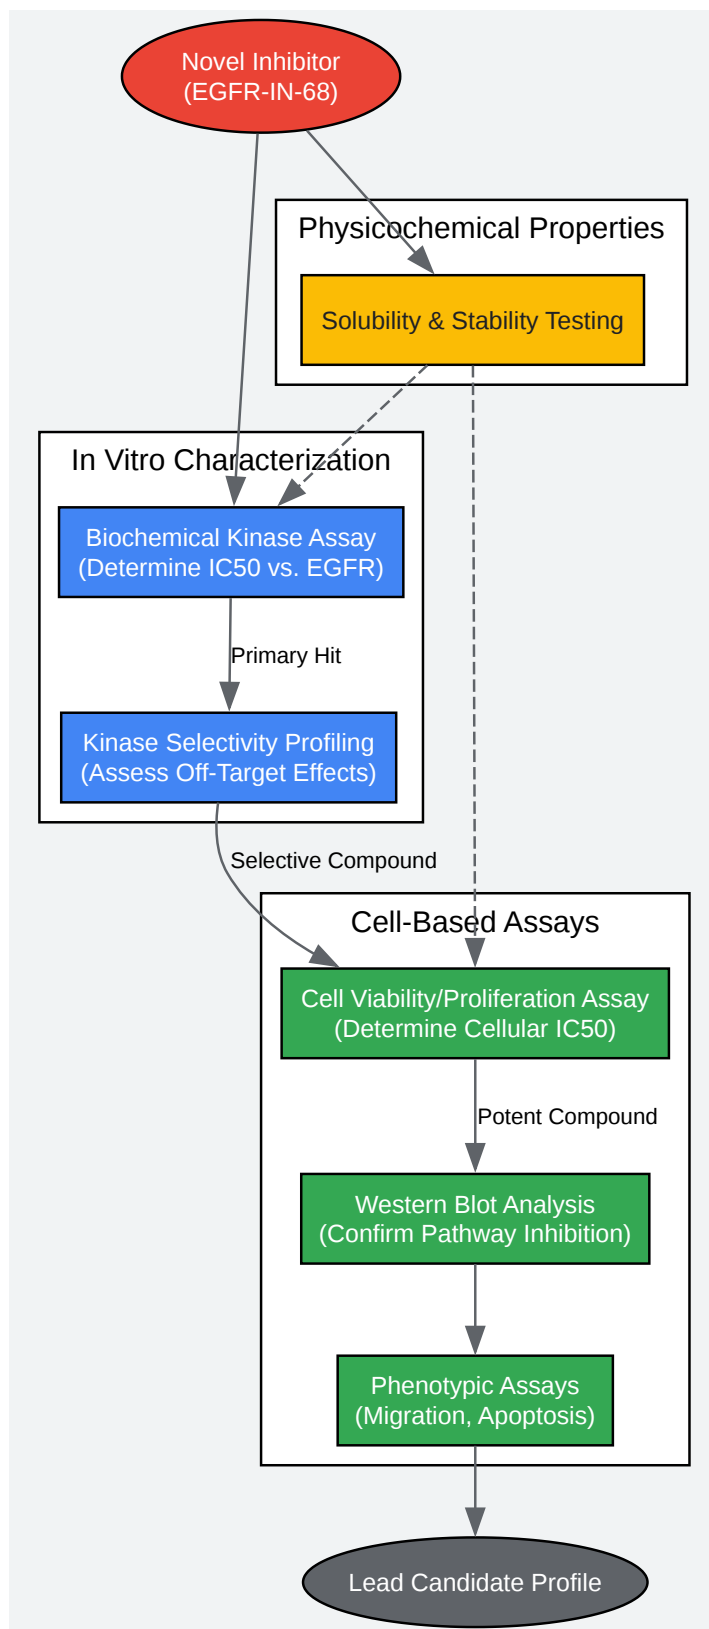 Novel Inhibitor
(EGFR-IN-68)
Physicochemical Properties
Solubility & Stability Testing
In Vitro Characterization
Biochemical Kinase Assay
(Determine IC50 vs. EGFR)
Primary Hit
Kinase Selectivity Profiling
(Assess Off-Target Effects)
Selective Compound
Cell-Based Assays
Cell Viability/Proliferation Assay
(Determine Cellular IC50)
Potent Compound
Western Blot Analysis
(Confirm Pathway Inhibition)
Phenotypic Assays
(Migration, Apoptosis)
Lead Candidate Profile